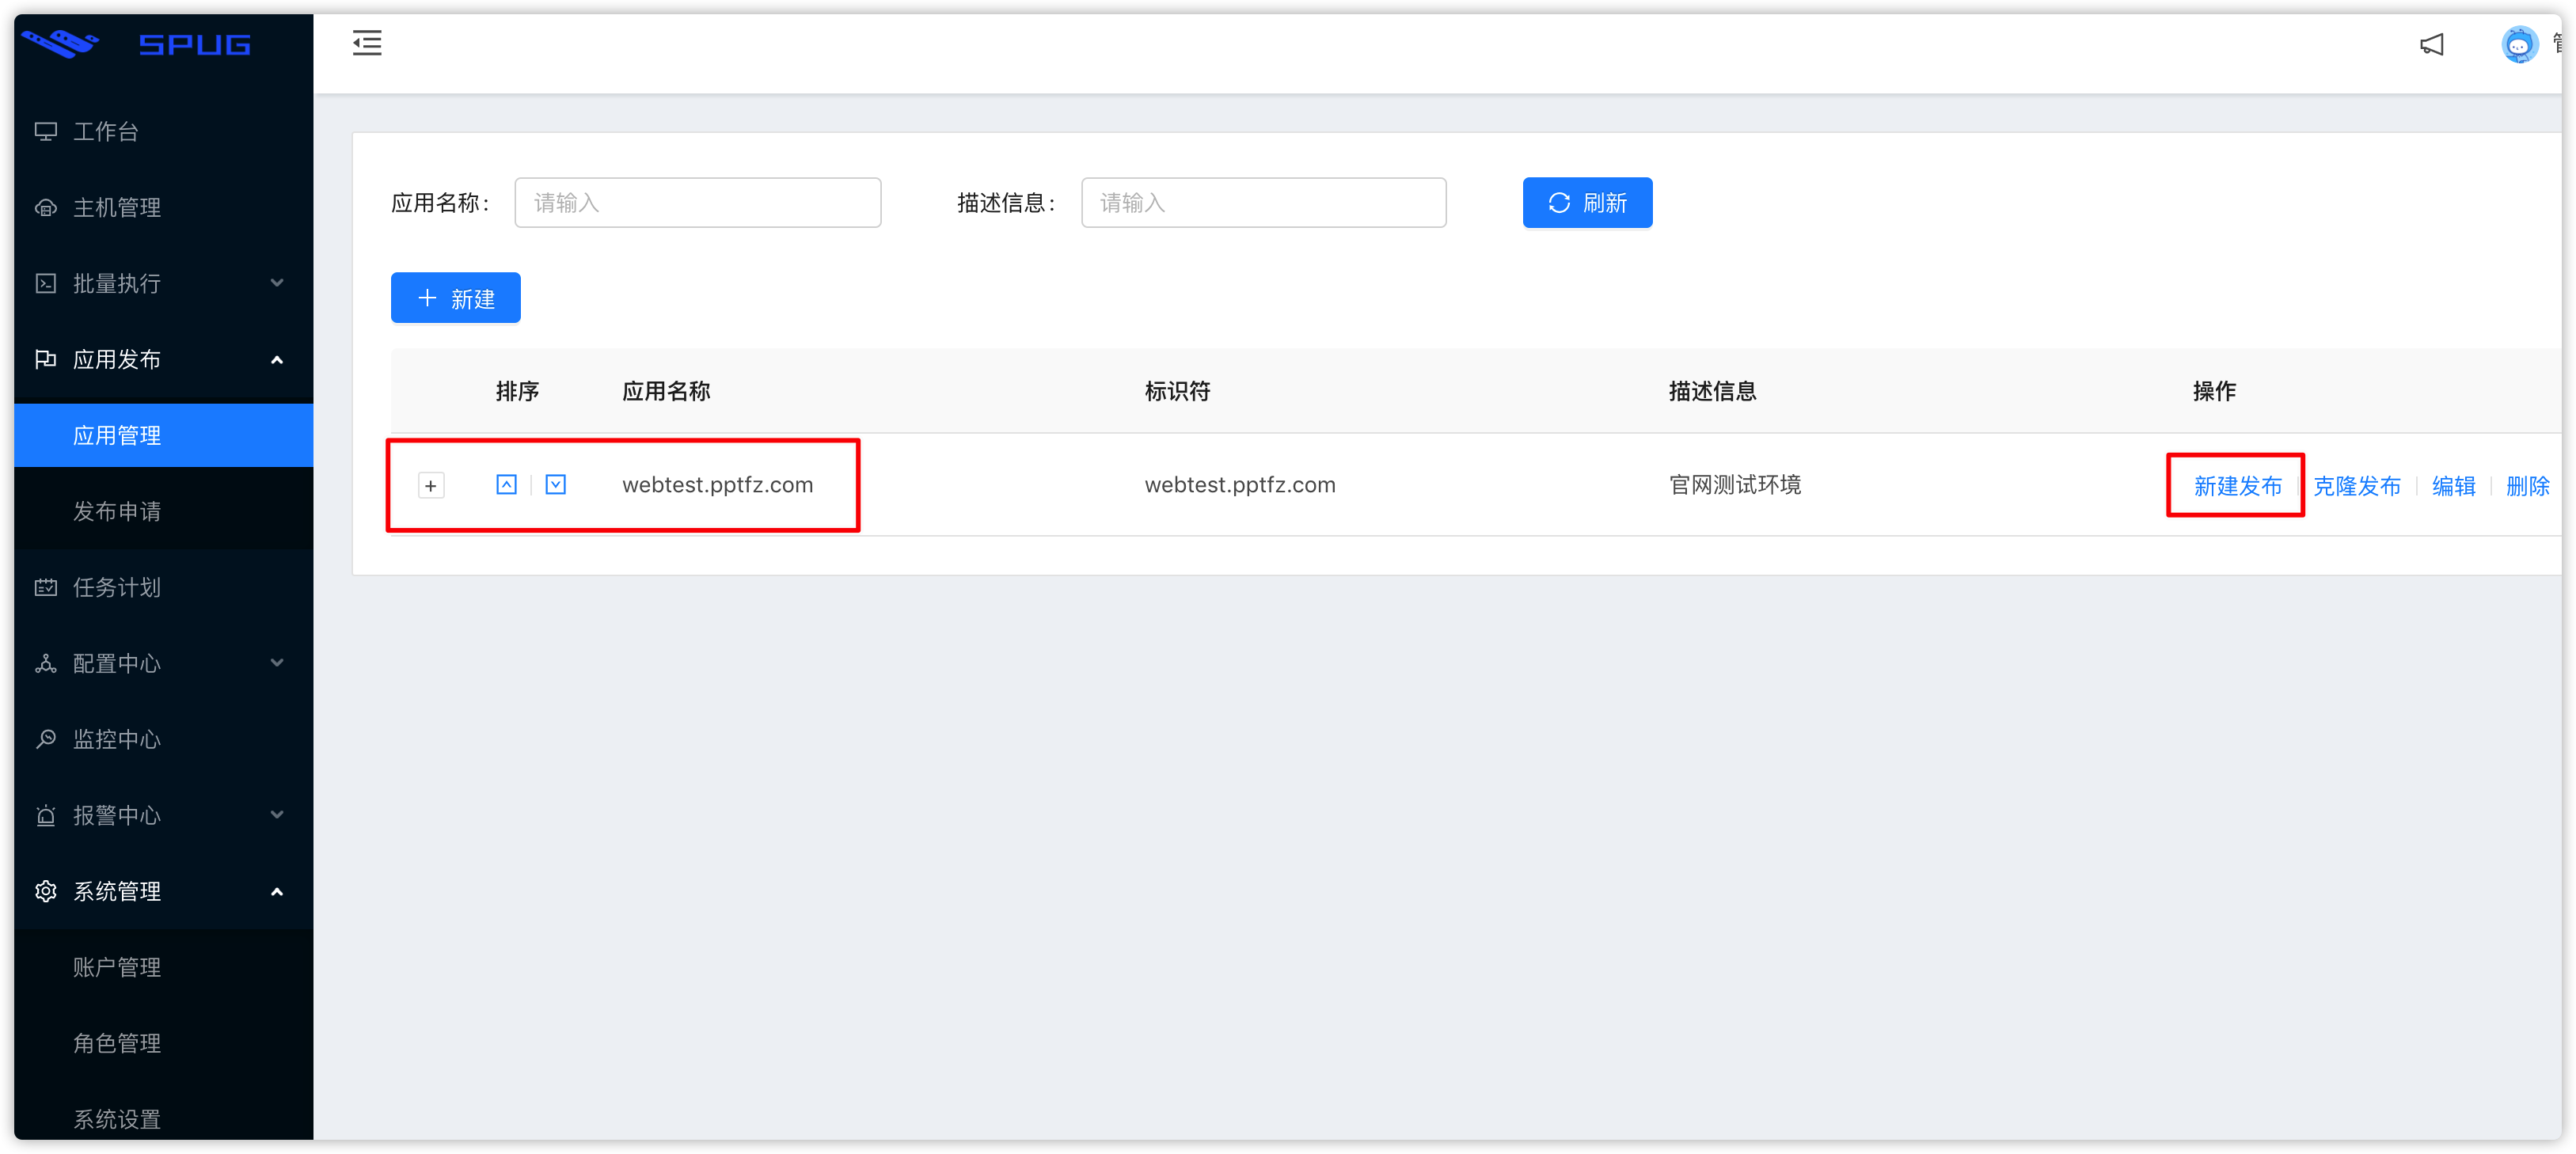 SPUG
工作台
主机管理
批量执行
应用发布
应用管理
发布申请
任务计划
配置中心
监控中心
报警中心
系统管理
账户管理
角色管理
系统设置
应用名称： 请输入 描述信息： 请输入 刷新
新建
排序 应用名称 标识符 描述信息 操作
webtest.pptfz.com webtest.pptfz.com 官网测试环境 新建发布 克隆发布 编辑 删除